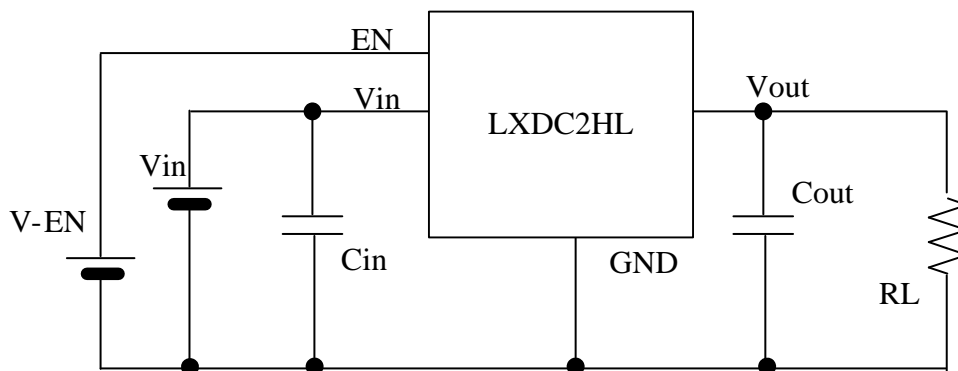 EN
Vin
Vout
LXDC2HL
Vin
Cout
V-EN
Cin
GND
RL